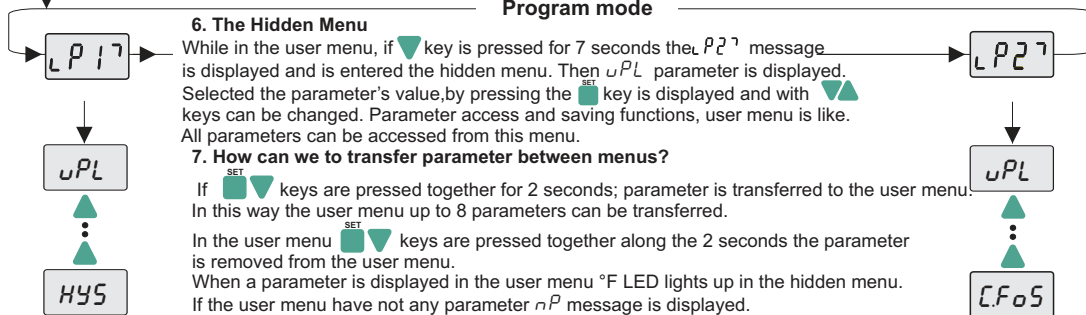 Program mode
6. The Hidden Menu
While in the user menu, if key is pressed for 7 seconds the ⌞P2⌝ message
is displayed and is entered the hidden menu. Then uPL parameter is displayed.
SET
Selected the parameter's value,by pressing the key is displayed and with
keys can be changed. Parameter access and saving functions, user menu is like.
All parameters can be accessed from this menu.
7. How can we to transfer parameter between menus?
SET
If keys are pressed together for 2 seconds; parameter is transferred to the user menu.
In this way the user menu up to 8 parameters can be transferred.
SET
In the user menu keys are pressed together along the 2 seconds the parameter
is removed from the user menu.
When a parameter is displayed in the user menu °F LED lights up in the hidden menu.
If the user menu have not any parameter nP message is displayed.
⌞P1⌝
uPL
HYS
⌞P2⌝
uPL
C.FoS